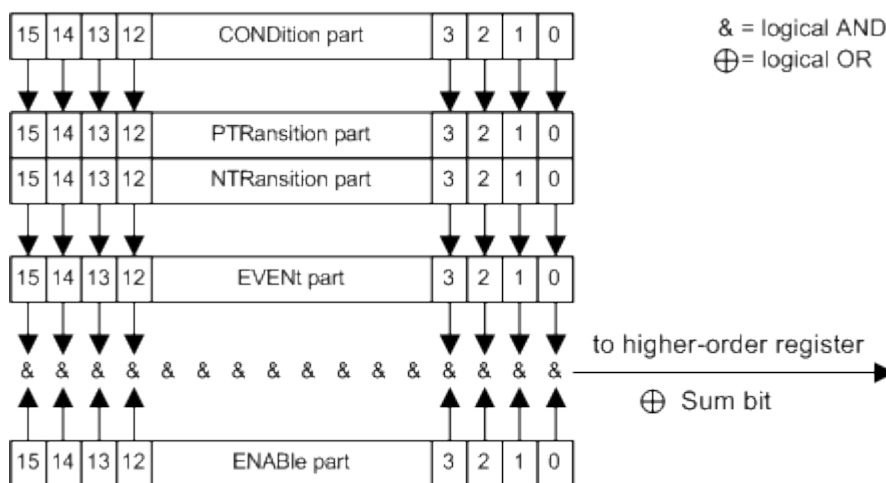 15 14 13 12 CONDition part 3 2 1 0
& = logical AND
⊕ = logical OR
15 14 13 12 PTRansition part 3 2 1 0
15 14 13 12 NTRansition part 3 2 1 0
15 14 13 12 EVENt part 3 2 1 0
& & & & & & & & & & & & & & & &
to higher-order register
⊕ Sum bit
15 14 13 12 ENABle part 3 2 1 0